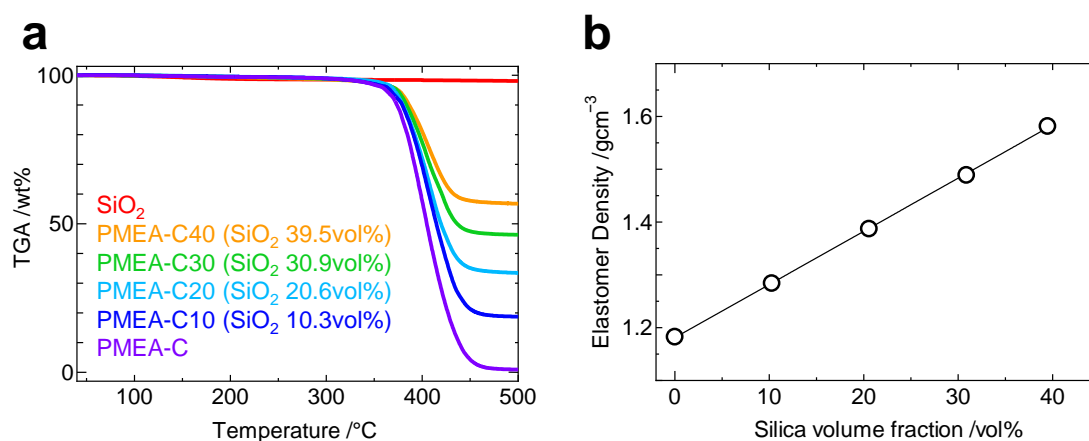 a
100
50
0
TGA /wt%
SiO₂
PMEA-C40 (SiO₂ 39.5vol%)
PMEA-C30 (SiO₂ 30.9vol%)
PMEA-C20 (SiO₂ 20.6vol%)
PMEA-C10 (SiO₂ 10.3vol%)
PMEA-C
100 200 300 400 500
Temperature /°C
b
1.6
1.4
1.2
Elastomer Density /gcm⁻³
0 10 20 30 40
Silica volume fraction /vol%